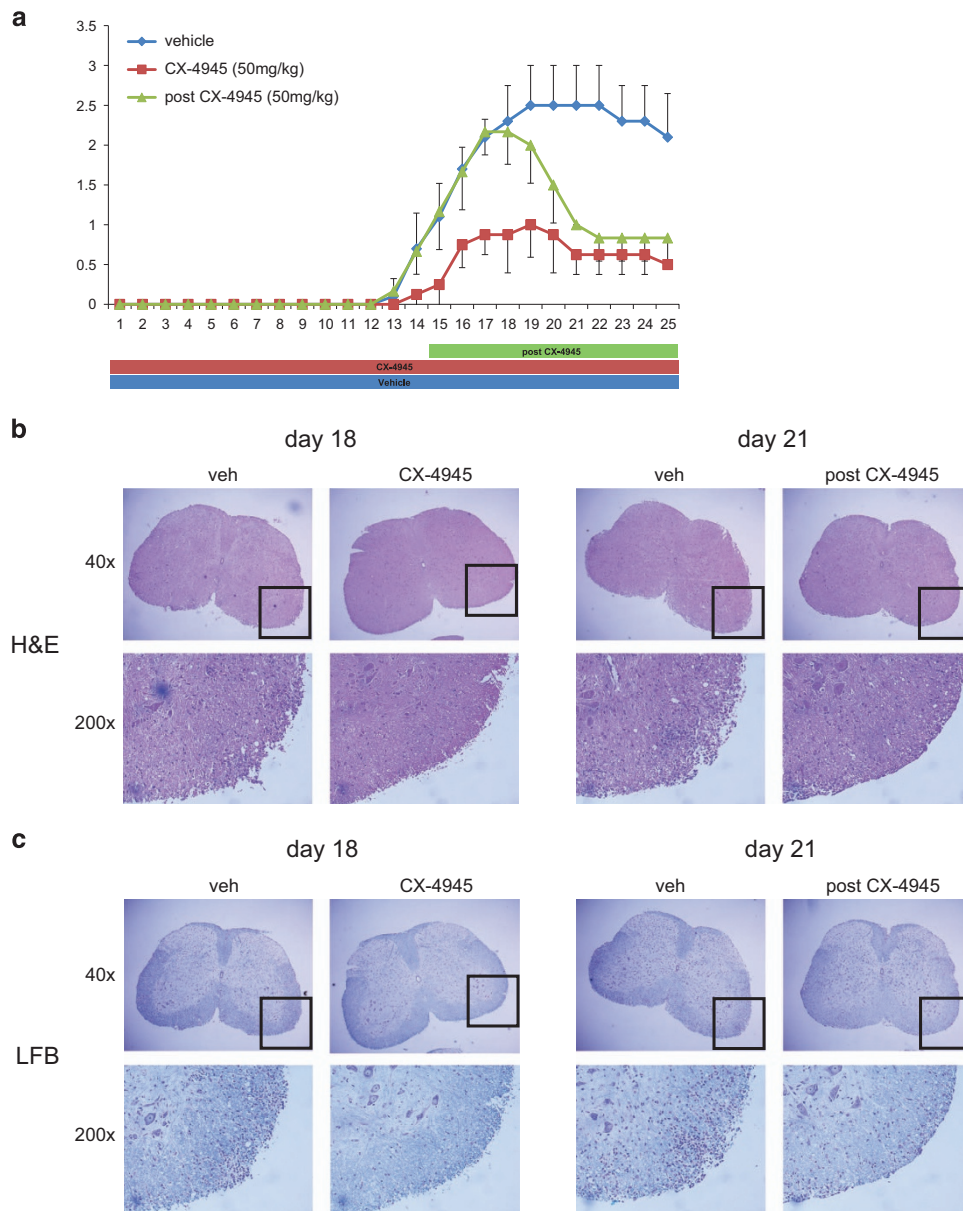 a
3.5
3
2.5
2
1.5
1
0.5
0
vehicle
CX-4945 (50mg/kg)
post CX-4945 (50mg/kg)
1 2 3 4 5 6 7 8 9 10 11 12 13 14 15 16 17 18 19 20 21 22 23 24 25
post CX-4945
CX-4945
Vehicle
b
day 18 day 21
veh CX-4945 veh post CX-4945
40x
H&E
200x
c
day 18 day 21
veh CX-4945 veh post CX-4945
40x
LFB
200x